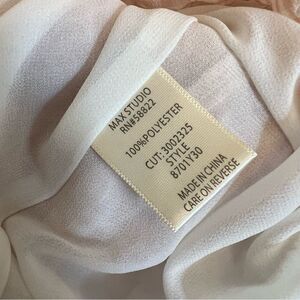 MAX STUDIO
RN#58822
100%POLYESTER
CUT: 3002325
STYLE
8701Y30
MADE IN CHINA
CARE ON REVERSE